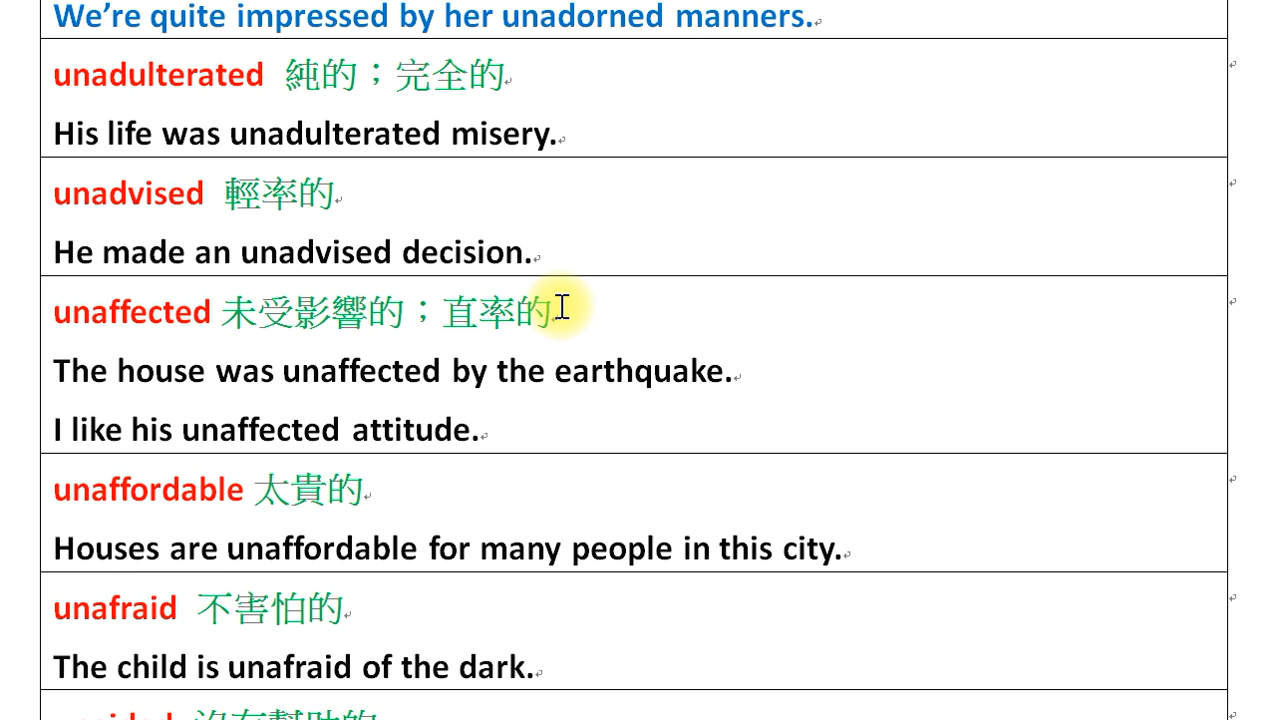 We’re quite impressed by her unadorned manners.
unadulterated 純的；完全的
His life was unadulterated misery.
unadvised 輕率的
He made an unadvised decision.
unaffected 未受影響的；直率的
The house was unaffected by the earthquake.
I like his unaffected attitude.
unaffordable 太貴的
Houses are unaffordable for many people in this city.
unafraid 不害怕的
The child is unafraid of the dark.